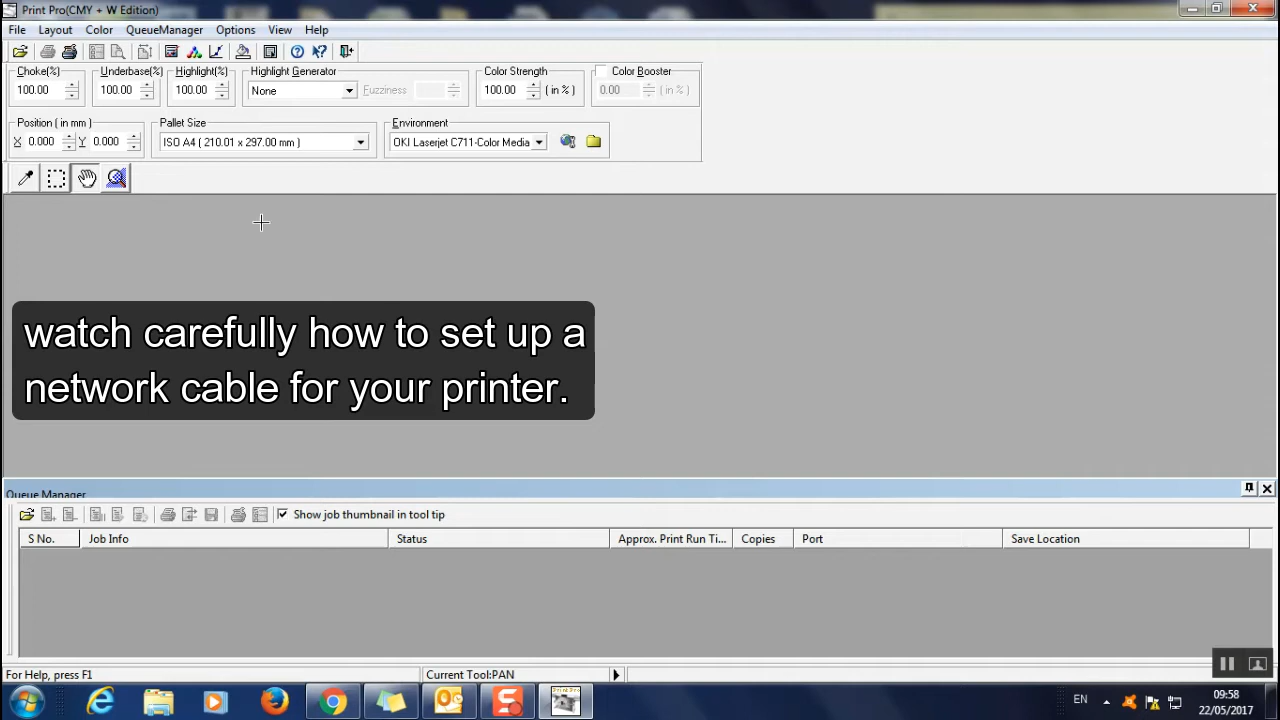 Print Pro(CMY + W Edition)
File Layout Color QueueManager Options View Help
Choke(%) Underbase(%) Highlight(%) Highlight Generator Color Strength Color Booster
100.00 100.00 100.00 None Fuzziness 100.00 ( in % ) 0.00 ( in % )
Position ( in mm ) Pallet Size Environment
X 0.000 Y 0.000 ISO A4 ( 210.01 x 297.00 mm ) OKI Laserjet C711-Color Media
watch carefully how to set up a
network cable for your printer.
Queue Manager
Show job thumbnail in tool tip
S No. Job Info Status Approx. Print Run Ti... Copies Port Save Location
For Help, press F1 Current Tool:PAN
EN 09:58
22/05/2017